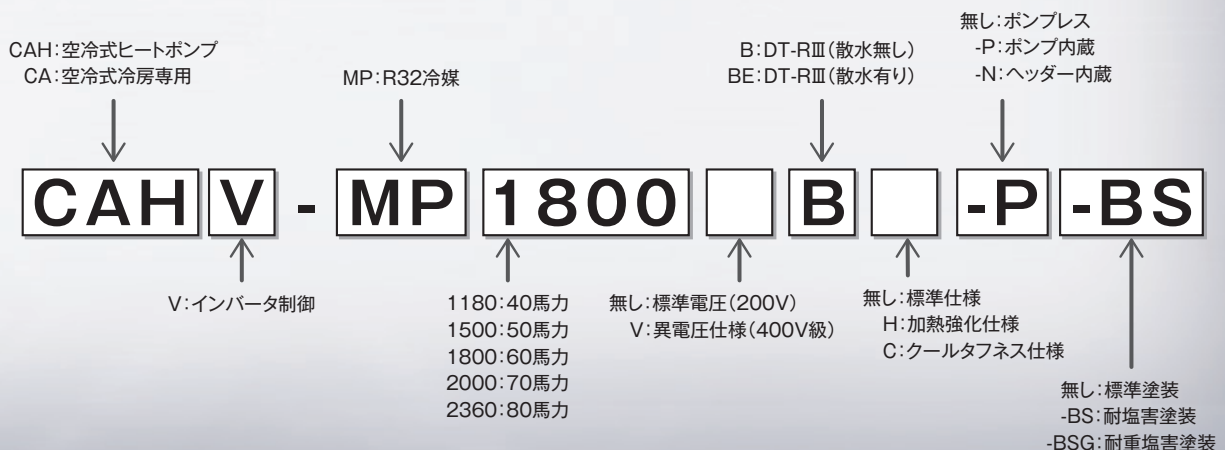 CAH:空冷式ヒートポンプ
CA:空冷式冷房専用
MP:R32冷媒
B:DT-RⅢ(散水無し)
BE:DT-RⅢ(散水有り)
無し:ポンプレス
-P:ポンプ内蔵
-N:ヘッダー内蔵
CAH V - MP 1800 B -P -BS
V:インバータ制御
1180:40馬力
1500:50馬力
1800:60馬力
2000:70馬力
2360:80馬力
無し:標準電圧(200V)
V:異電圧仕様(400V級)
無し:標準仕様
H:加熱強化仕様
C:クールタフネス仕様
無し:標準塗装
-BS:耐塩害塗装
-BSG:耐重塩害塗装